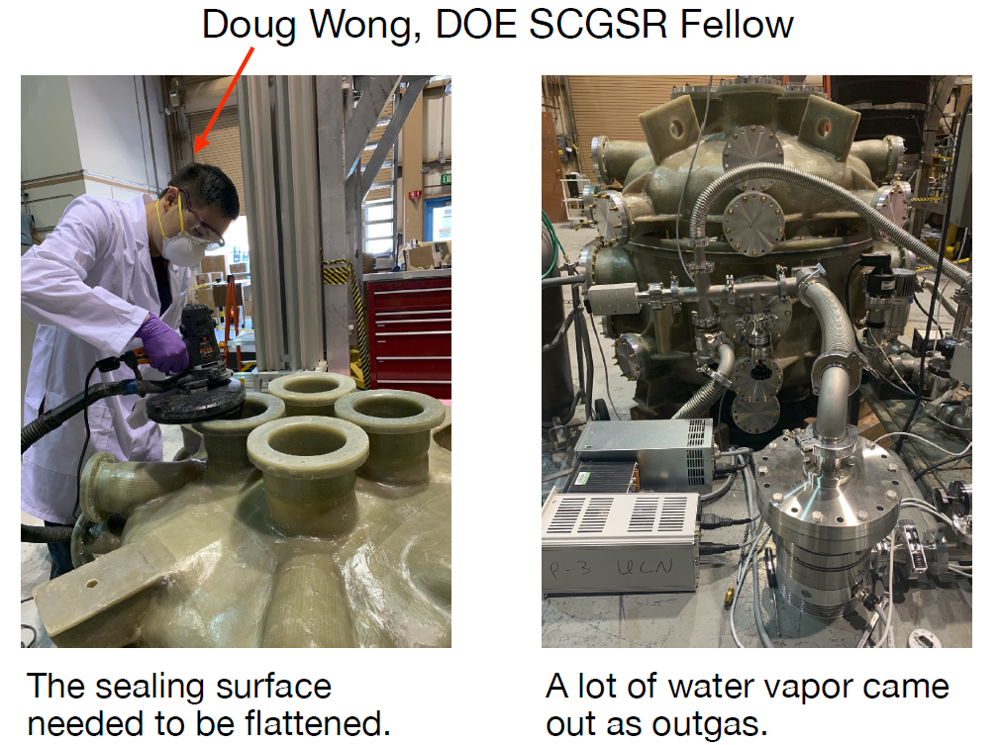 Doug Wong, DOE SCGSR Fellow
The sealing surface
needed to be flattened.
A lot of water vapor came
out as outgas.
P-3 UCN